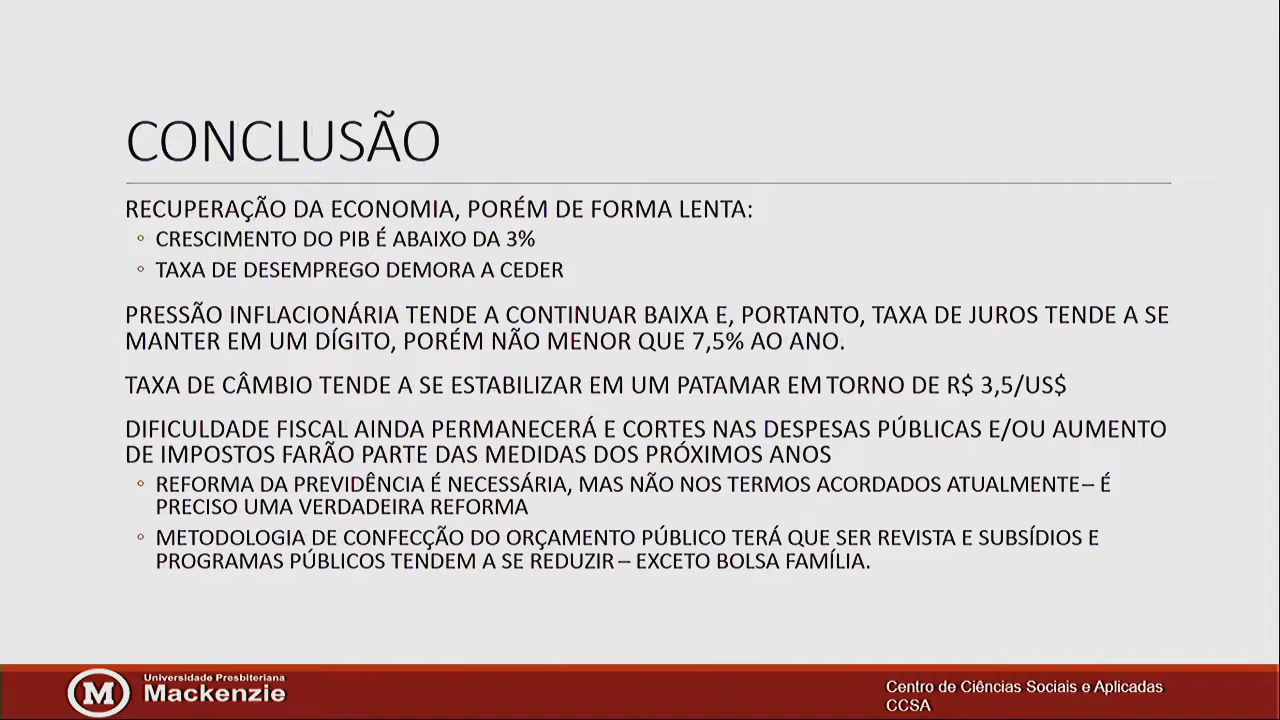 CONCLUSÃO
RECUPERAÇÃO DA ECONOMIA, PORÉM DE FORMA LENTA:
◦ CRESCIMENTO DO PIB É ABAIXO DA 3%
◦ TAXA DE DESEMPREGO DEMORA A CEDER
PRESSÃO INFLACIONÁRIA TENDE A CONTINUAR BAIXA E, PORTANTO, TAXA DE JUROS TENDE A SE
MANTER EM UM DÍGITO, PORÉM NÃO MENOR QUE 7,5% AO ANO.
TAXA DE CÂMBIO TENDE A SE ESTABILIZAR EM UM PATAMAR EM TORNO DE R$ 3,5/US$
DIFICULDADE FISCAL AINDA PERMANECERÁ E CORTES NAS DESPESAS PÚBLICAS E/OU AUMENTO
DE IMPOSTOS FARÃO PARTE DAS MEDIDAS DOS PRÓXIMOS ANOS
◦ REFORMA DA PREVIDÊNCIA É NECESSÁRIA, MAS NÃO NOS TERMOS ACORDADOS ATUALMENTE – É
PRECISO UMA VERDADEIRA REFORMA
◦ METODOLOGIA DE CONFECÇÃO DO ORÇAMENTO PÚBLICO TERÁ QUE SER REVISTA E SUBSÍDIOS E
PROGRAMAS PÚBLICOS TENDEM A SE REDUZIR – EXCETO BOLSA FAMÍLIA.
M
Universidade Presbiteriana
Mackenzie
Centro de Ciências Sociais e Aplicadas
CCSA